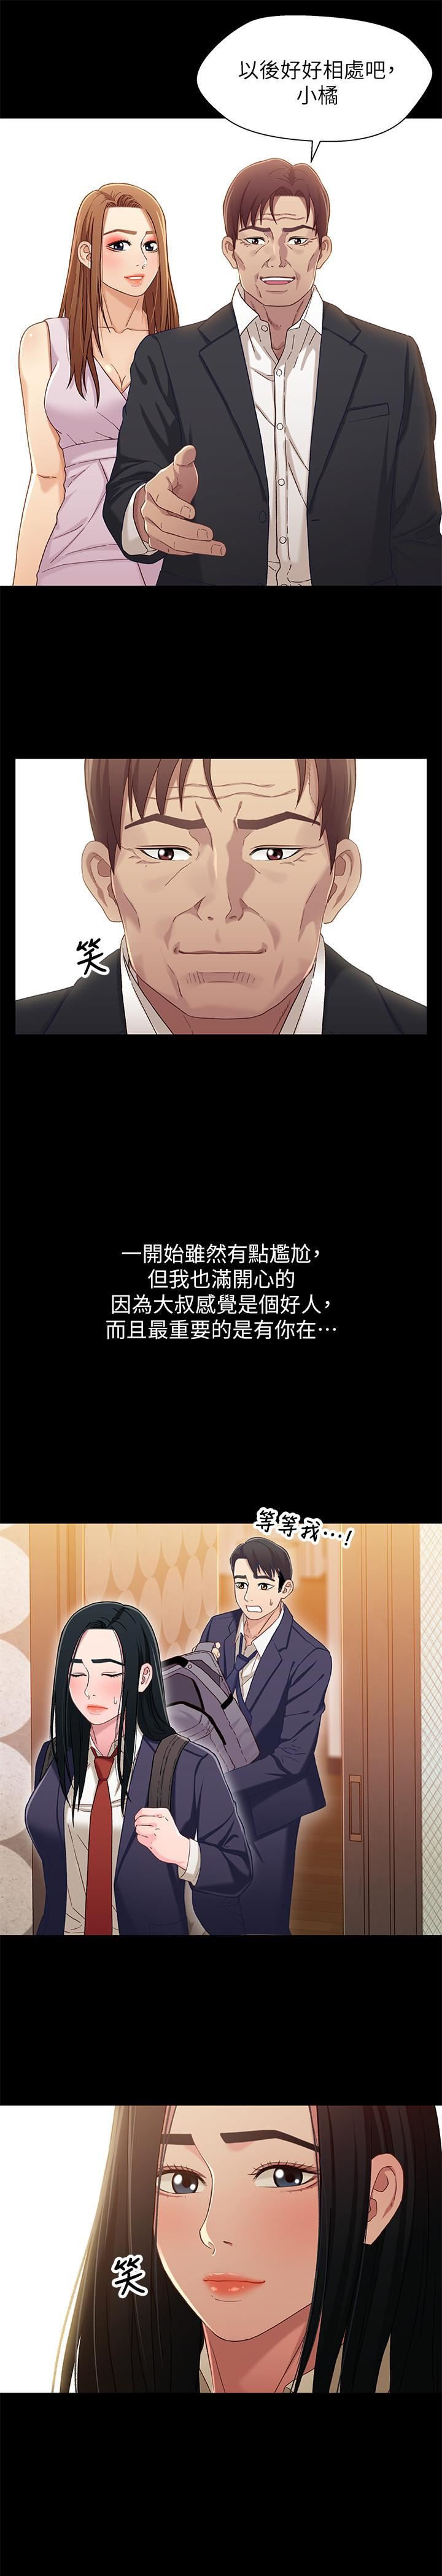 以後好好相處吧，
小橘
笑
一開始雖然有點尷尬，
但我也滿開心的
因為大叔感覺是個好人，
而且最重要的是有你在…
等等我…!
笑